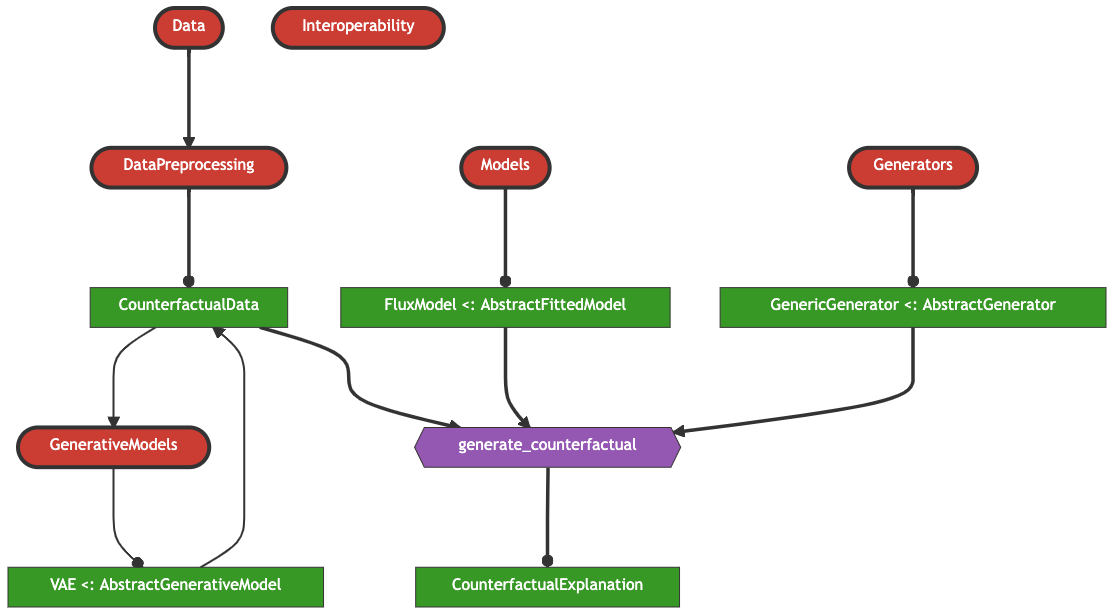 Data
Interoperability
DataPreprocessing
Models
Generators
CounterfactualData
FluxModel <: AbstractFittedModel
GenericGenerator <: AbstractGenerator
GenerativeModels
generate_counterfactual
VAE <: AbstractGenerativeModel
CounterfactualExplanation